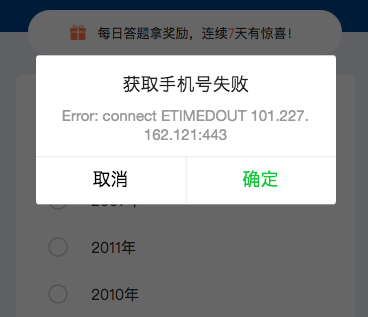 每日答题拿奖励，连续7天有惊喜！
获取手机号失败
Error: connect ETIMEDOUT 101.227.
162.121:443
取消
确定
2011年
2010年